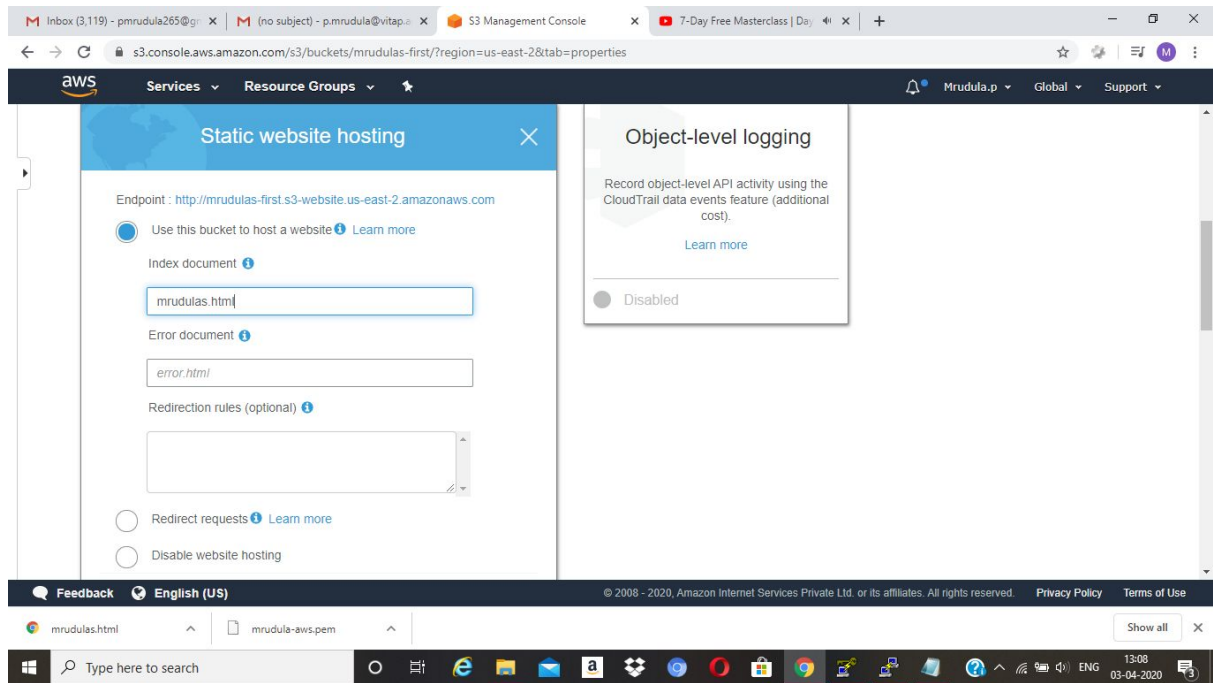 Inbox (3,119) - pmrudula265@gm
(no subject) - p.mrudula@vitap.a
S3 Management Console
7-Day Free Masterclass | Day
s3.console.aws.amazon.com/s3/buckets/mrudulas-first/?region=us-east-2&tab=properties
M
aws
Services
Resource Groups
Mrudula.p
Global
Support
Static website hosting
Endpoint : http://mrudulas-first.s3-website.us-east-2.amazonaws.com
Use this bucket to host a website Learn more
Index document
mrudulas.html
Error document
error.html
Redirection rules (optional)
Redirect requests Learn more
Disable website hosting
Object-level logging
Record object-level API activity using the
CloudTrail data events feature (additional
cost).
Learn more
Disabled
Feedback
English (US)
© 2008 - 2020, Amazon Internet Services Private Ltd. or its affiliates. All rights reserved.
Privacy Policy
Terms of Use
mrudulas.html
mrudula-aws.pem
Show all
Type here to search
ENG
13:08
03-04-2020
3